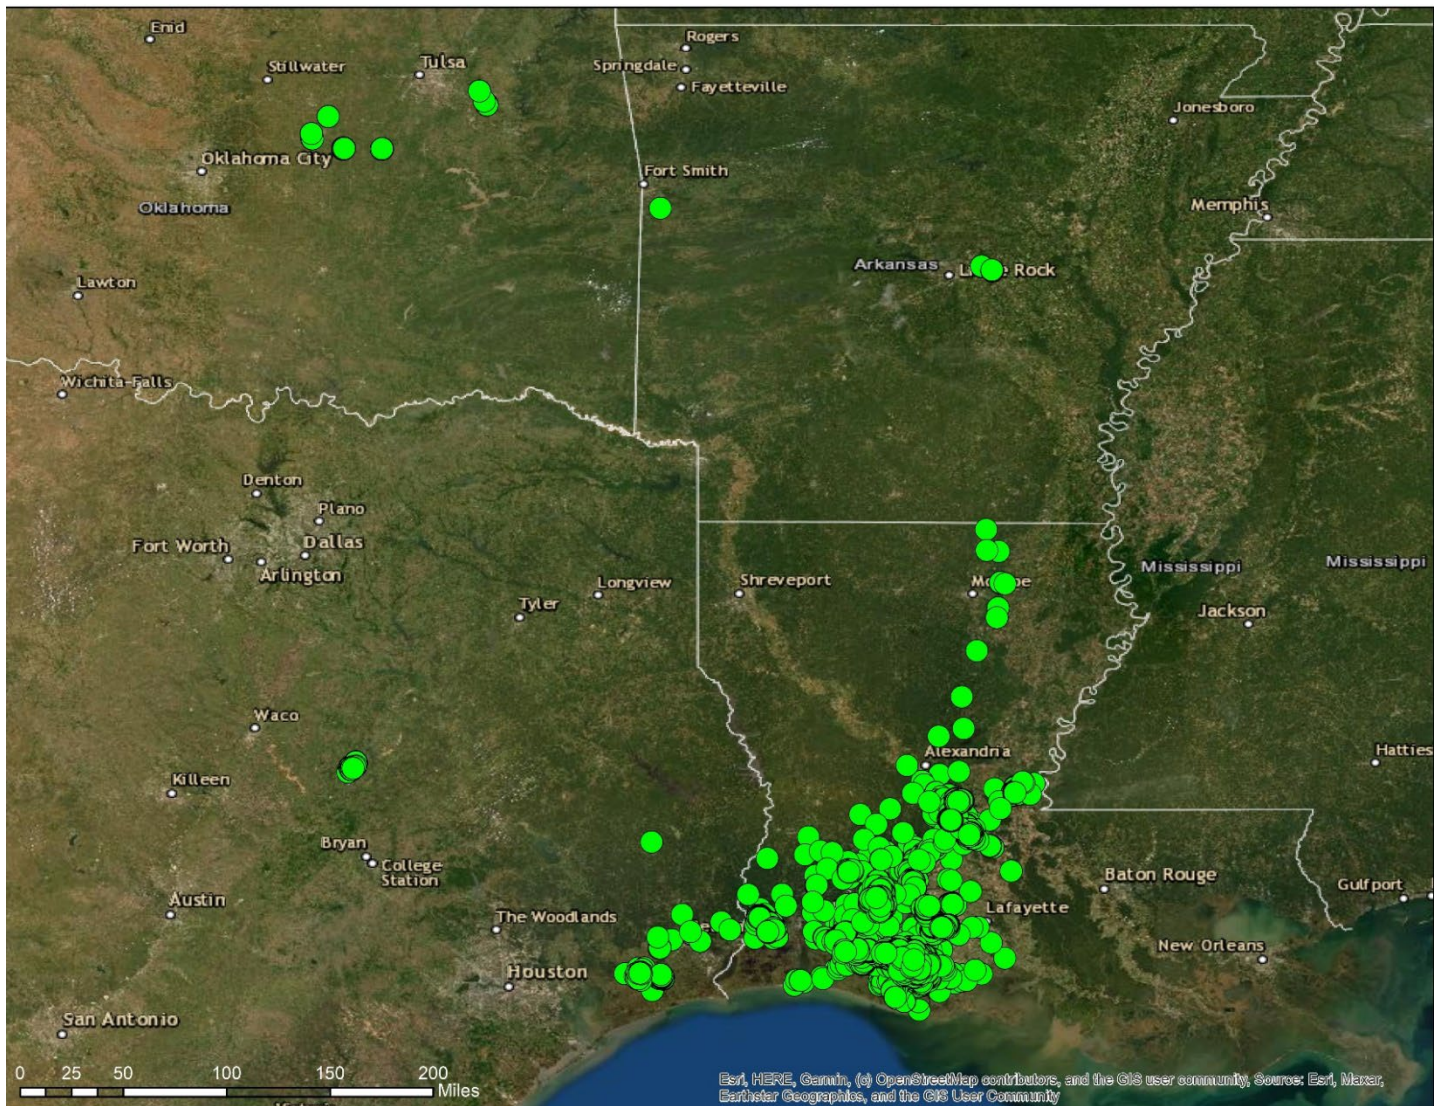 Enid
Rogers
Stillwater
Tulsa
Springdale
Fayetteville
Jonesboro
Oklahoma City
Fort Smith
Oklahoma
Memphis
Arkansas
Rock
Lawton
Wichita-Falls
Denton
Plano
Fort Worth
Dallas
Arlington
Longview
Shreveport
Mississippi
Mississippi
Tyler
Jackson
Waco
Alexandria
Hatties
Killeen
Bryan
College
Station
Baton Rouge
Gulfport
Austin
The Woodlands
Lafayette
New Orleans
Houston
San Antonio
0 25 50 100 150 200
Miles
Esri, HERE, Garmin, (c) OpenStreetMap contributors, and the GIS user community, Source: Esri, Maxar,
Earthstar Geographics, and the GIS User Community